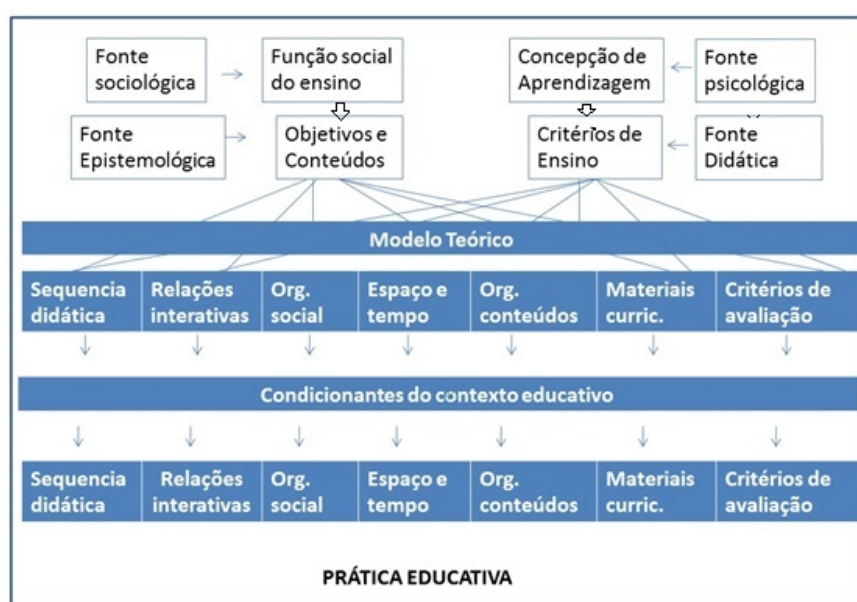 Fonte
sociológica
Função social
do ensino
Concepção de
Aprendizagem
Fonte
psicológica
Fonte
Epistemológica
Objetivos e
Conteúdos
Critérios de
Ensino
Fonte
Didática
Modelo Teórico
Sequencia
didática
Relações
interativas
Org.
social
Espaço e
tempo
Org.
conteúdos
Materiais
curric.
Critérios de
avaliação
Condicionantes do contexto educativo
Sequencia
didática
Relações
interativas
Org.
social
Espaço e
tempo
Org.
conteúdos
Materiais
curric.
Critérios de
avaliação
PRÁTICA EDUCATIVA